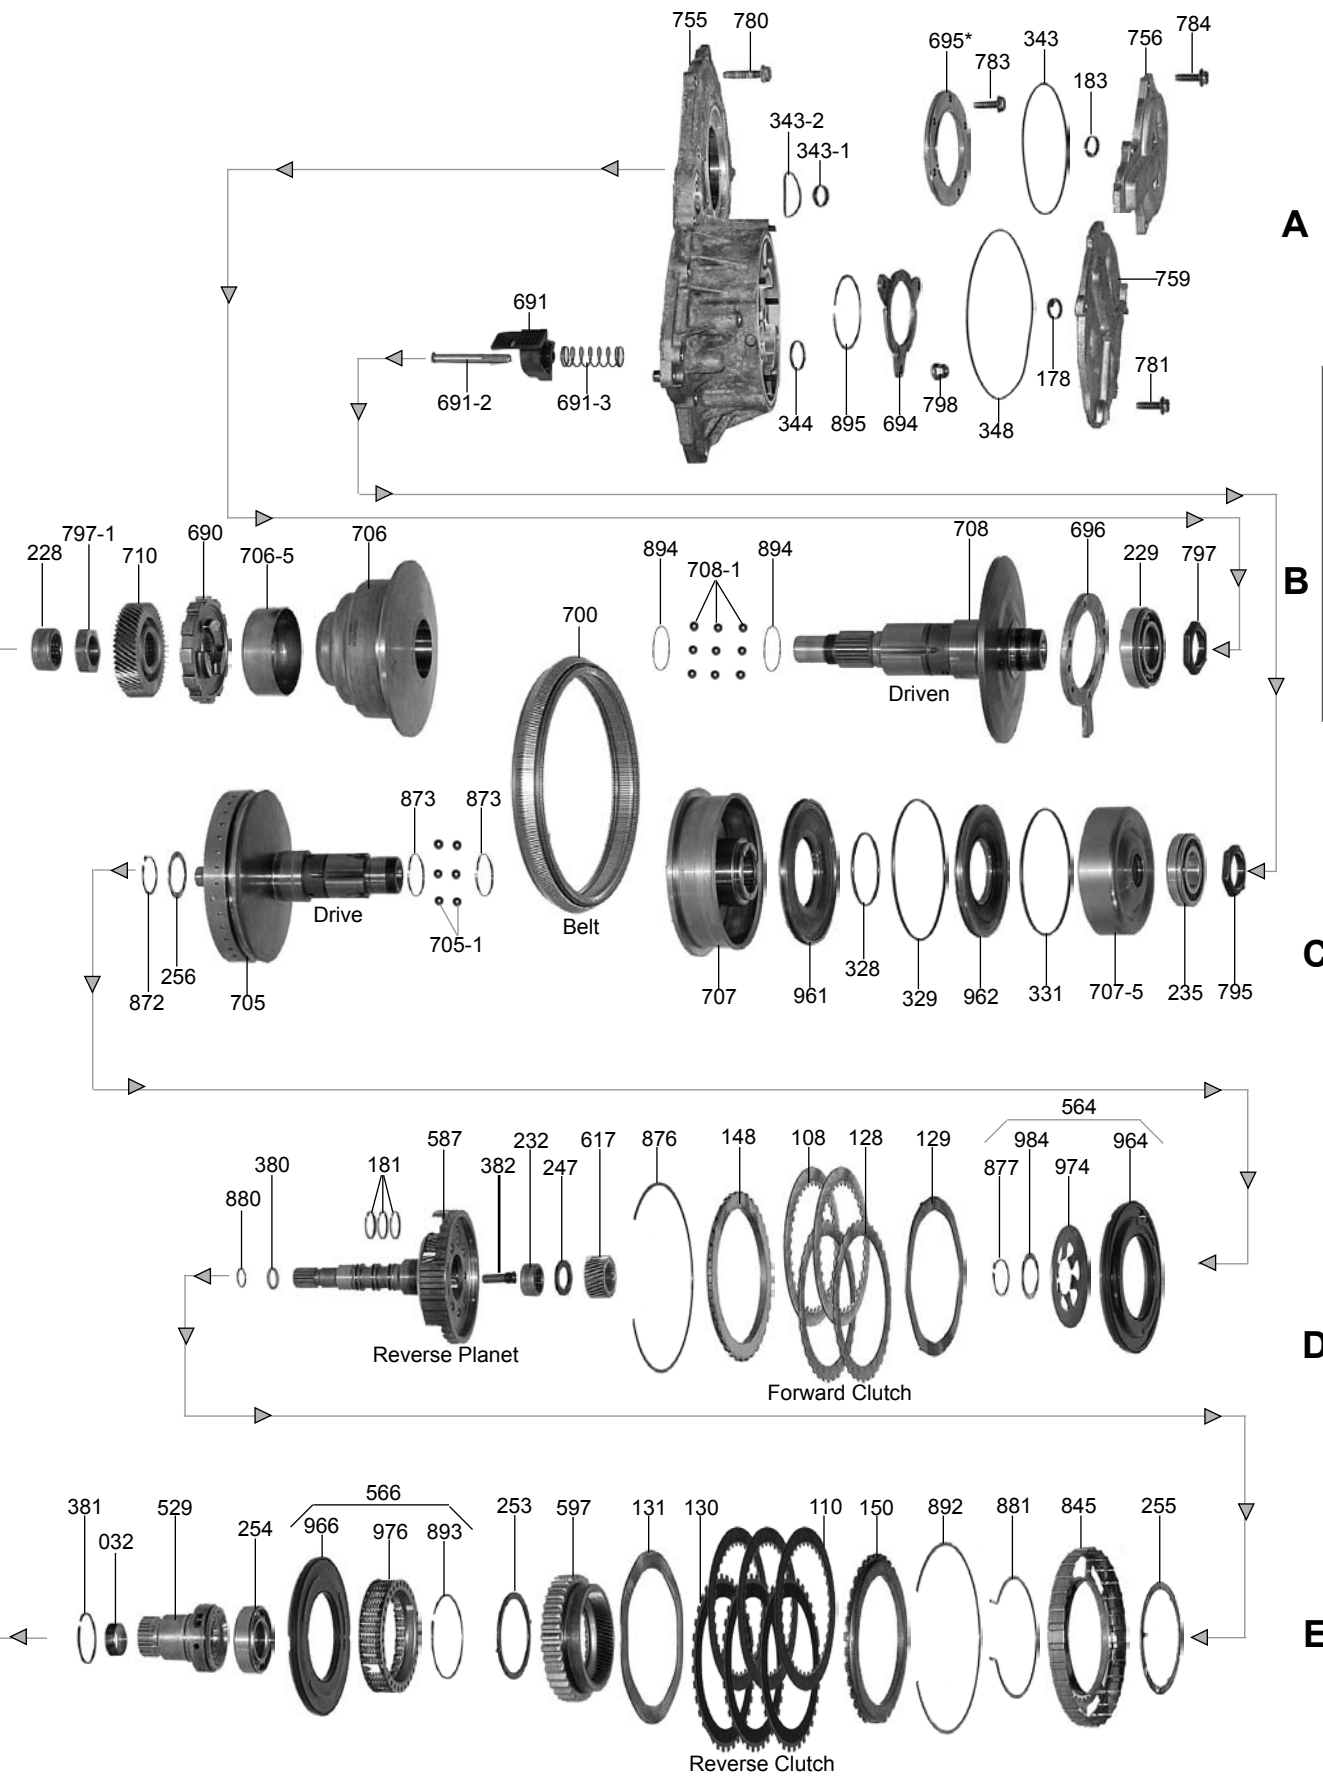 755 780 695* 783 343 183 756 784
343-2 343-1
A
691 691-2 691-3 344 895 694 798 348 178 759 781
228 797-1 710 690 706-5 706 700 894 708-1 894 708 696 229 797
B
Driven
873 873
Drive
Belt
872 256 705 705-1 707 961 328 329 962 331 707-5 235 795
C
564
880 380 181 587 382 232 247 617 876 148 108 128 129 877 984 974 964
Reverse Planet
D
Forward Clutch
566
381 032 529 254 966 976 893 253 597 131 130 110 150 892 881 845 255
E
Reverse Clutch